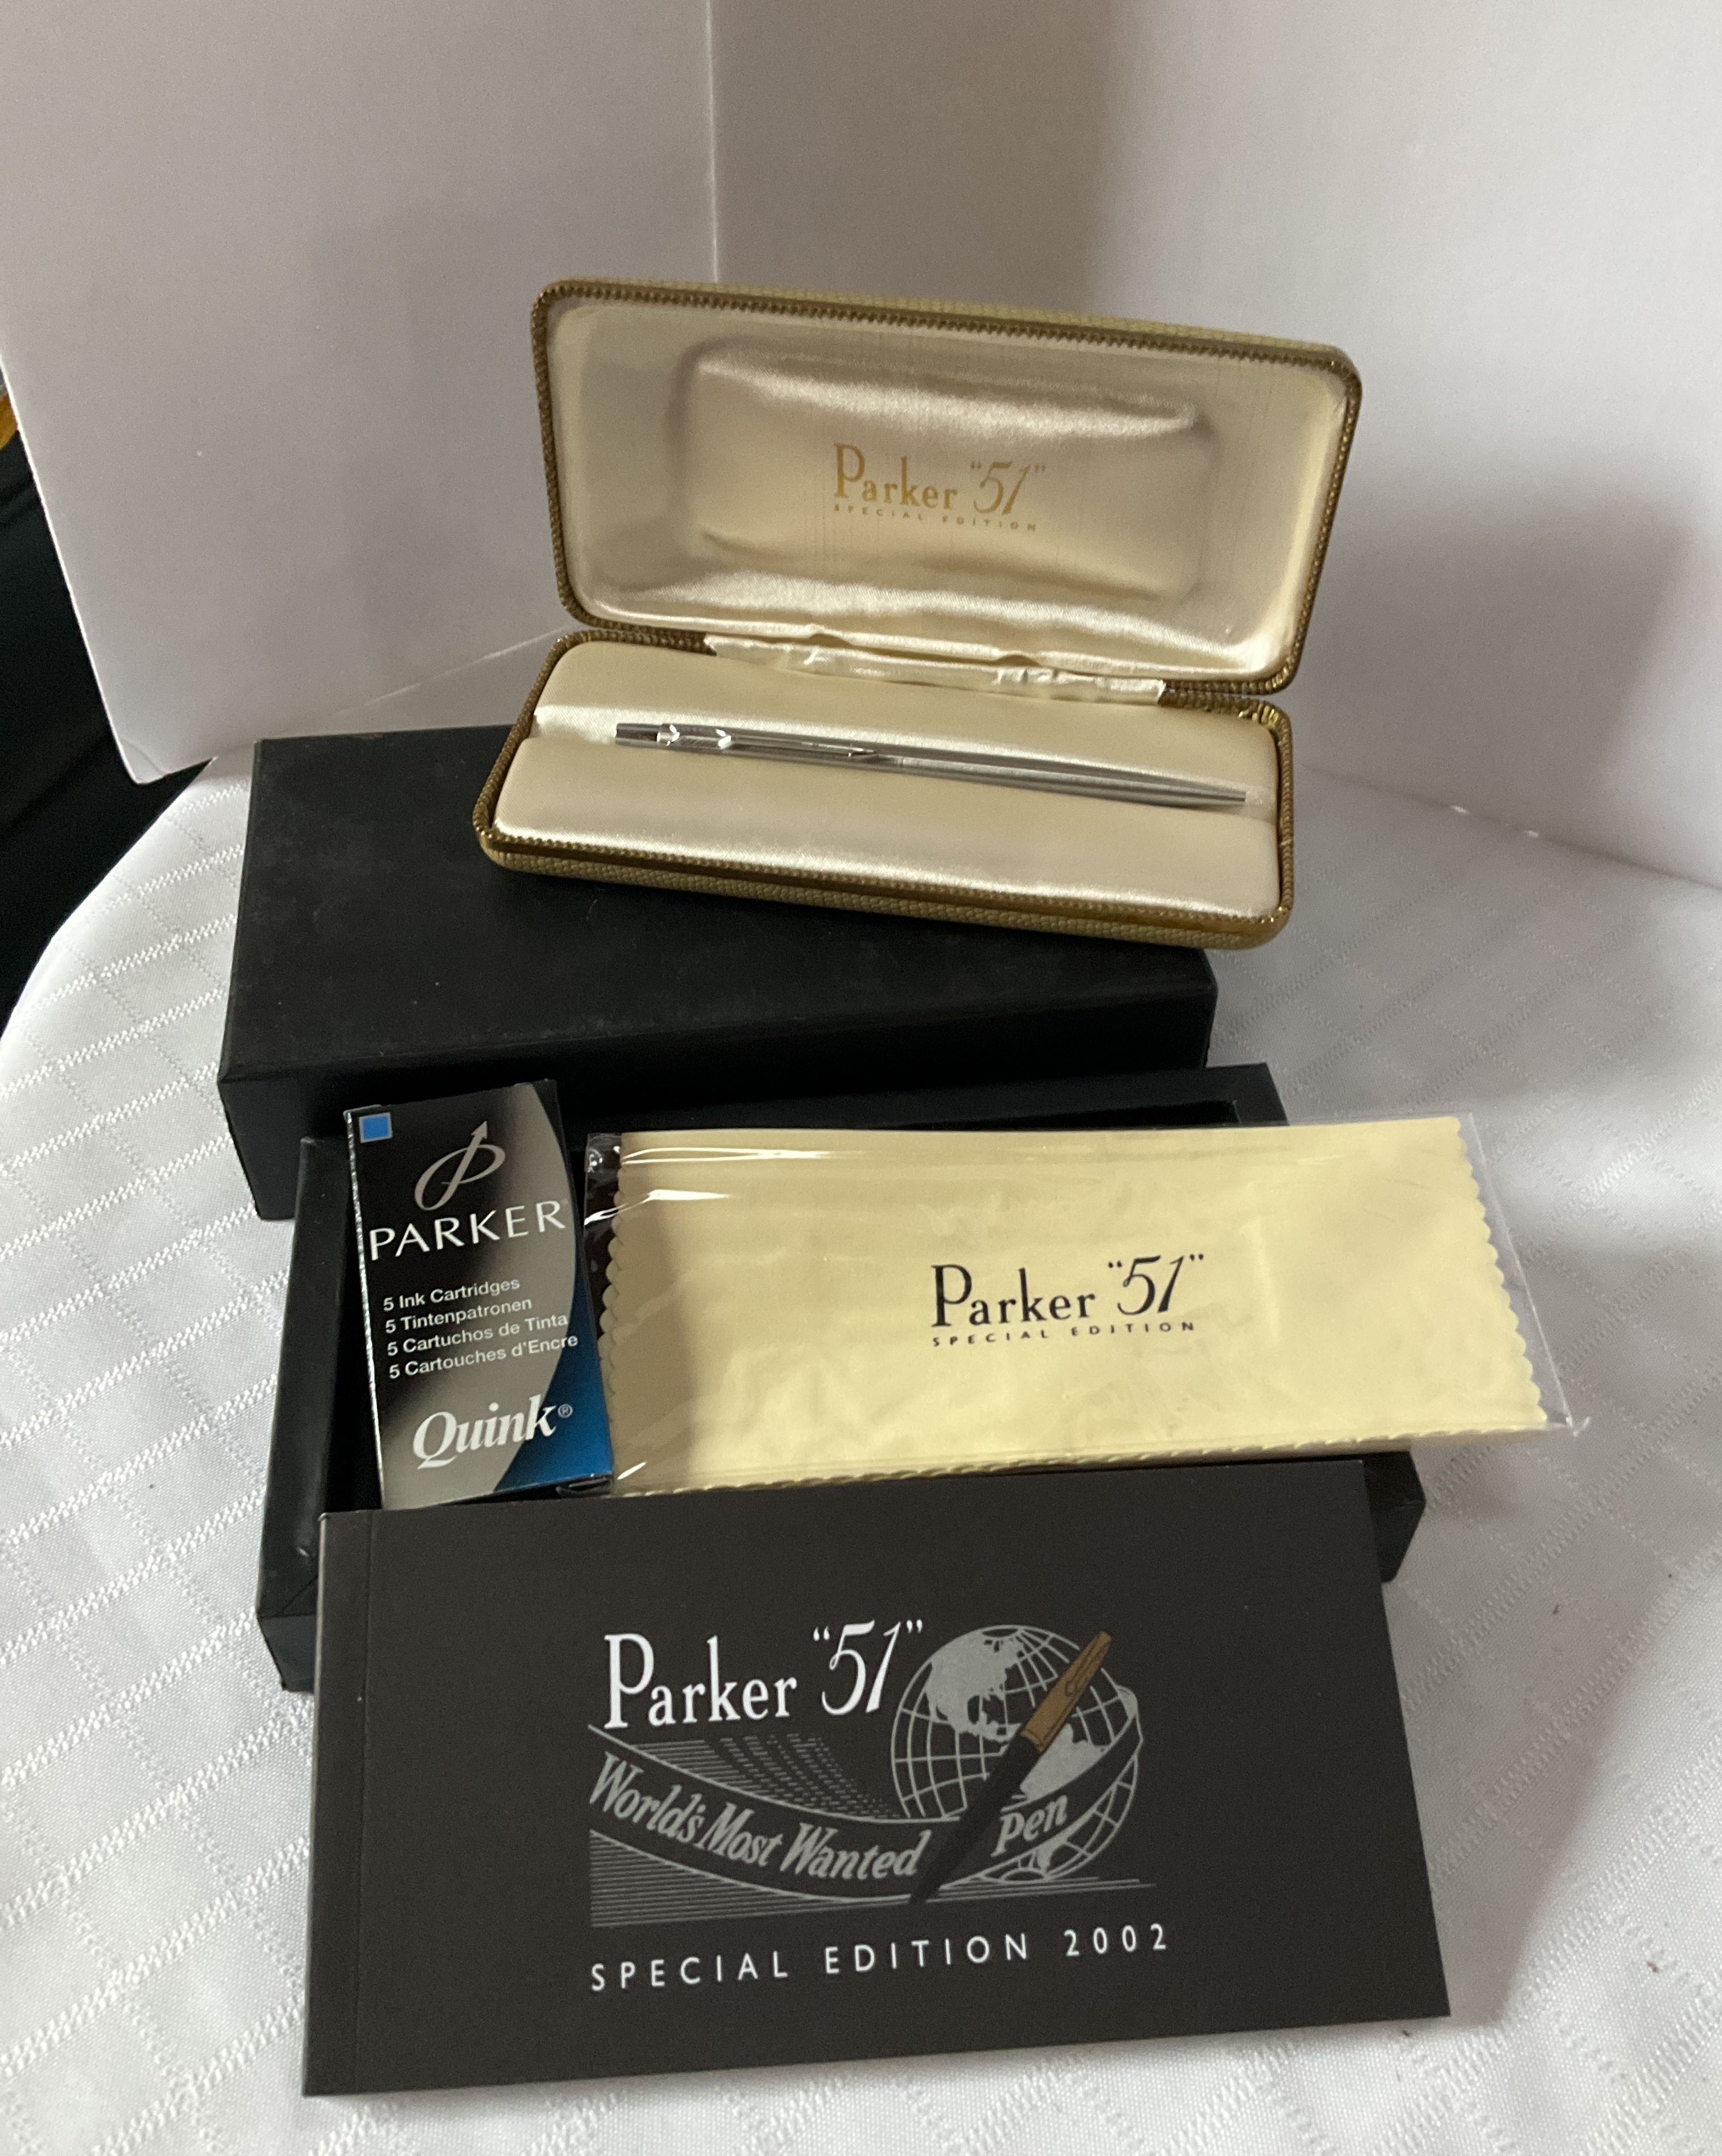 Parker "51"
SPECIAL EDITION
PARKER
5 Ink Cartridges
5 Tintenpatronen
5 Cartuchos de Tinta
5 Cartouches d'Encre
Quink®
Parker "51"
SPECIAL EDITION
Parker "51"
World's Most Wanted Pen
SPECIAL EDITION 2002